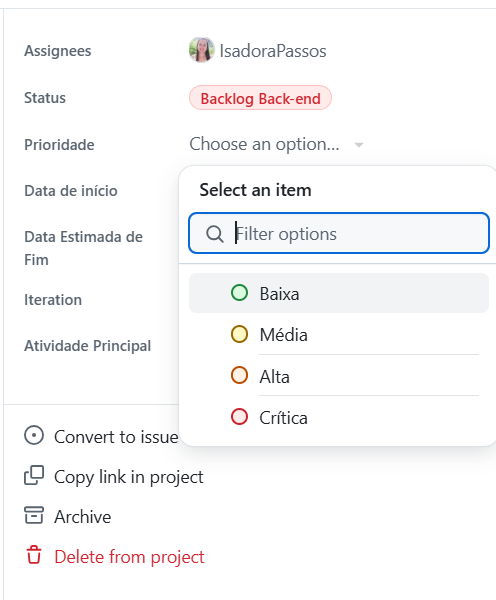 Assignees
IsadoraPassos
Status
Backlog Back-end
Prioridade
Choose an option...
Data de início
Data Estimada de
Fim
Iteration
Atividade Principal
Select an item
Filter options
Baixa
Média
Alta
Crítica
Convert to issue
Copy link in project
Archive
Delete from project